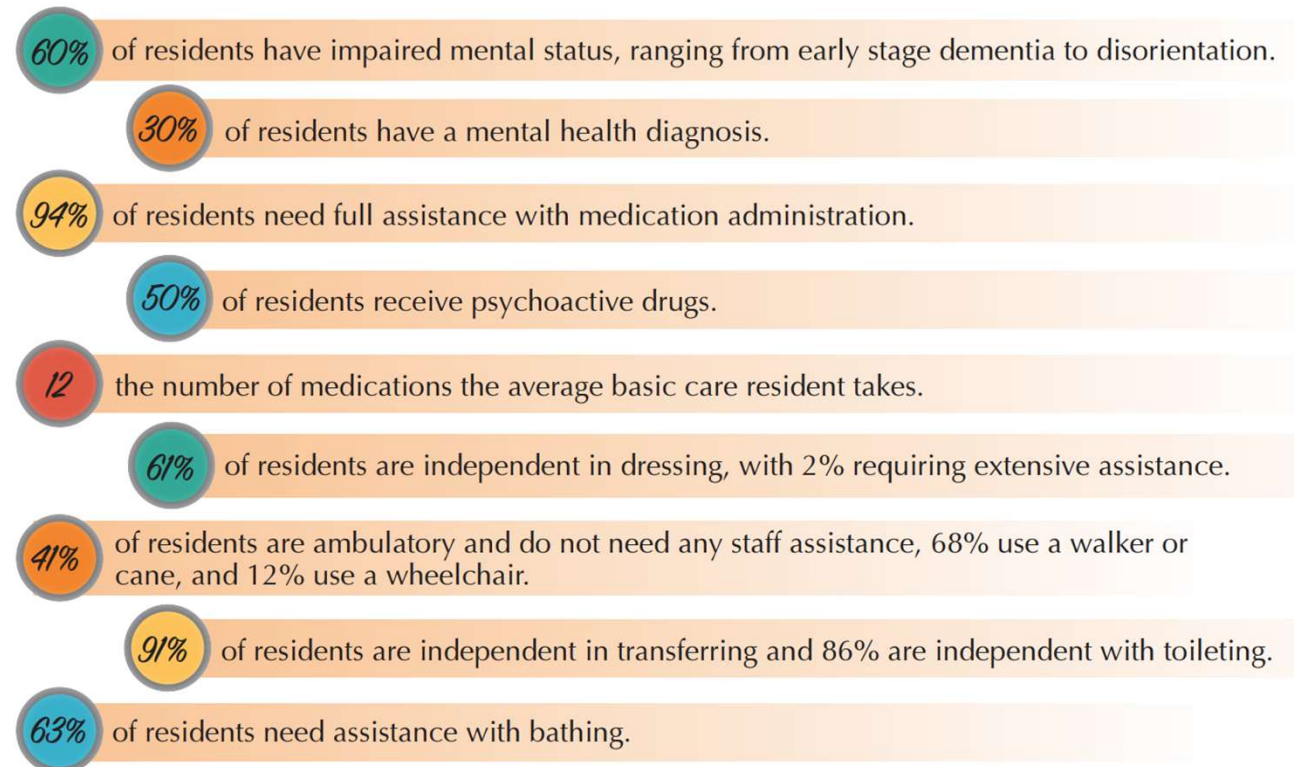 60% of residents have impaired mental status, ranging from early stage dementia to disorientation.
30% of residents have a mental health diagnosis.
94% of residents need full assistance with medication administration.
50% of residents receive psychoactive drugs.
12 the number of medications the average basic care resident takes.
61% of residents are independent in dressing, with 2% requiring extensive assistance.
41% of residents are ambulatory and do not need any staff assistance, 68% use a walker or
cane, and 12% use a wheelchair.
91% of residents are independent in transferring and 86% are independent with toileting.
63% of residents need assistance with bathing.